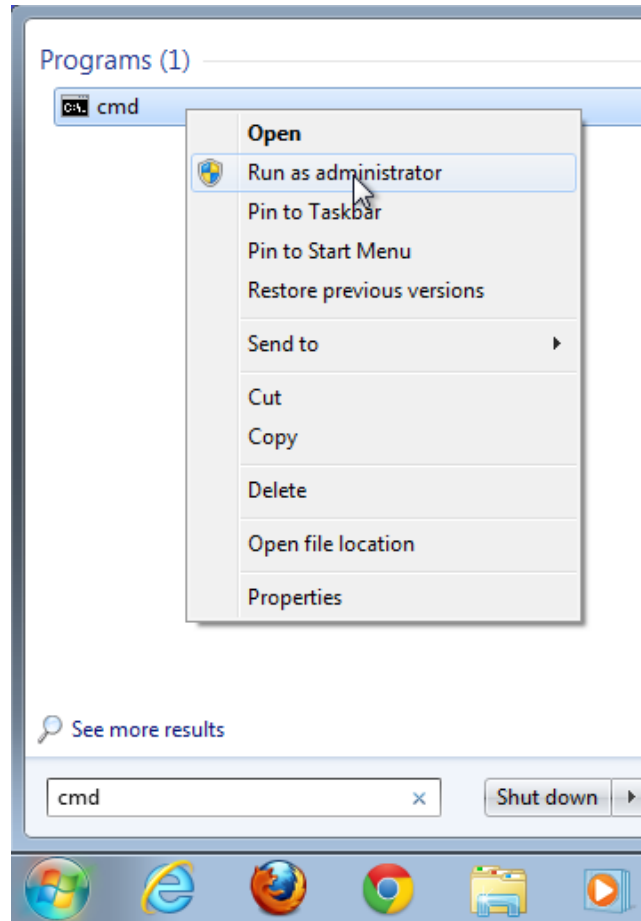 Programs (1)
cmd
Open
Run as administrator
Pin to Taskbar
Pin to Start Menu
Restore previous versions
Send to
Cut
Copy
Delete
Open file location
Properties
See more results
cmd
Shut down